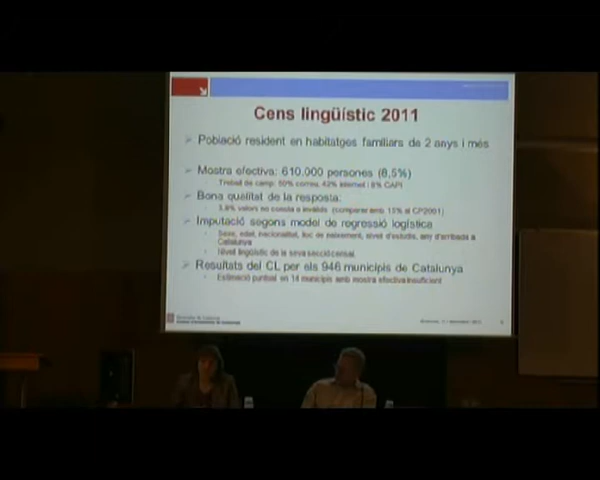 Cens lingüístic 2011
Població resident en habitatges familiars de 2 anys i més
Mostra efectiva: 610.000 persones (8,5%)
Treball de camp: 50% correu, 42% internet i 8% CAPI
Bona qualitat de la resposta:
valors no consta o invàlids (comparar amb 15% al CP2001)
Imputació segons model de regressió logística
Sexe, edat, nacionalitat, lloc de naixement, nivell d'estudis, any d'arribada a
Catalunya
Nivell lingüístic de la seva secció censal
Resultats del CL per els 946 municipis de Catalunya
Estimació puntual en 14 municipis amb mostra efectiva insuficient